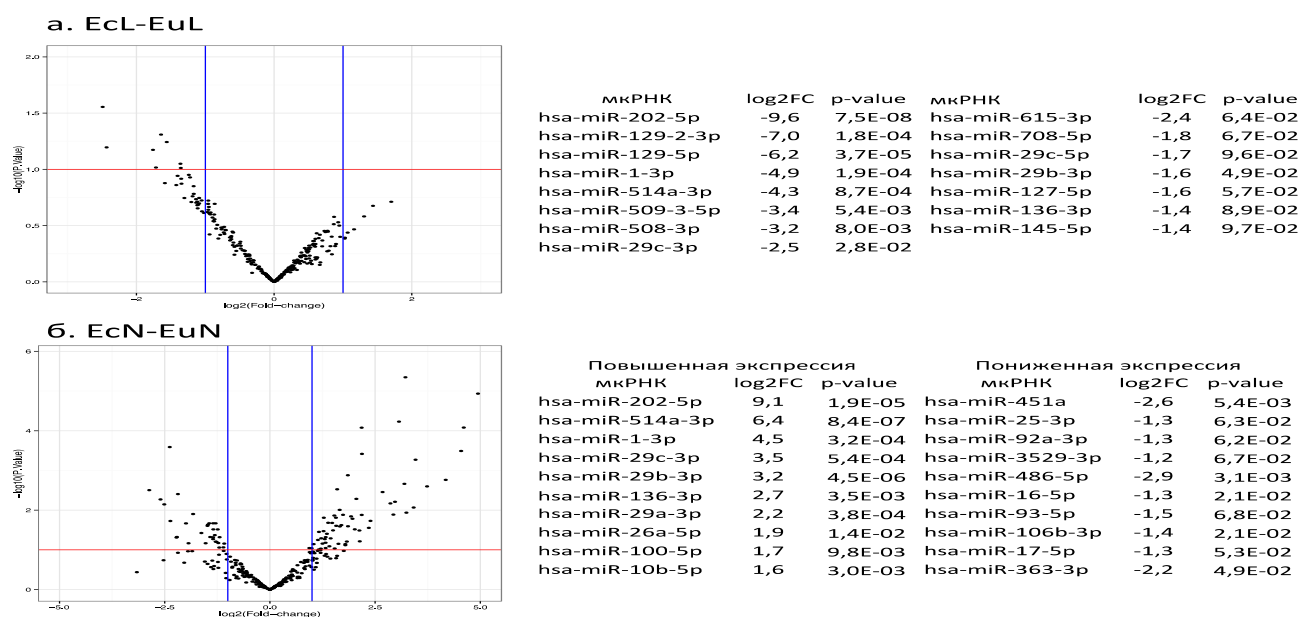 а. EcL-EuL
2.0
1.5
1.0
0.5
0.0
-2
0
2
-log10(P.Value)
log2(Fold-change)
мкРНК log2FC p-value мкРНК log2FC p-value
hsa-miR-202-5p -9,6 7,5E-08 hsa-miR-615-3p -2,4 6,4E-02
hsa-miR-129-2-3p -7,0 1,8E-04 hsa-miR-708-5p -1,8 6,7E-02
hsa-miR-129-5p -6,2 3,7E-05 hsa-miR-29c-5p -1,7 9,6E-02
hsa-miR-1-3p -4,9 1,9E-04 hsa-miR-29b-3p -1,6 4,9E-02
hsa-miR-514a-3p -4,3 8,7E-04 hsa-miR-127-5p -1,6 5,7E-02
hsa-miR-509-3-5p -3,4 5,4E-03 hsa-miR-136-3p -1,4 8,9E-02
hsa-miR-508-3p -3,2 8,0E-03 hsa-miR-145-5p -1,4 9,7E-02
hsa-miR-29c-3p -2,5 2,8E-02
б. EcN-EuN
6
4
2
0
-5.0
-2.5
0.0
2.5
5.0
-log10(P.Value)
log2(Fold-change)
Повышенная экспрессия Пониженная экспрессия
мкРНК log2FC p-value мкРНК log2FC p-value
hsa-miR-202-5p 9,1 1,9E-05 hsa-miR-451a -2,6 5,4E-03
hsa-miR-514a-3p 6,4 8,4E-07 hsa-miR-25-3p -1,3 6,3E-02
hsa-miR-1-3p 4,5 3,2E-04 hsa-miR-92a-3p -1,3 6,2E-02
hsa-miR-29c-3p 3,5 5,4E-04 hsa-miR-3529-3p -1,2 6,7E-02
hsa-miR-29b-3p 3,2 4,5E-06 hsa-miR-486-5p -2,9 3,1E-03
hsa-miR-136-3p 2,7 3,5E-03 hsa-miR-16-5p -1,3 2,1E-02
hsa-miR-29a-3p 2,2 3,8E-04 hsa-miR-93-5p -1,5 6,8E-02
hsa-miR-26a-5p 1,9 1,4E-02 hsa-miR-106b-3p -1,4 2,1E-02
hsa-miR-100-5p 1,7 9,8E-03 hsa-miR-17-5p -1,3 5,3E-02
hsa-miR-10b-5p 1,6 3,0E-03 hsa-miR-363-3p -2,2 4,9E-02